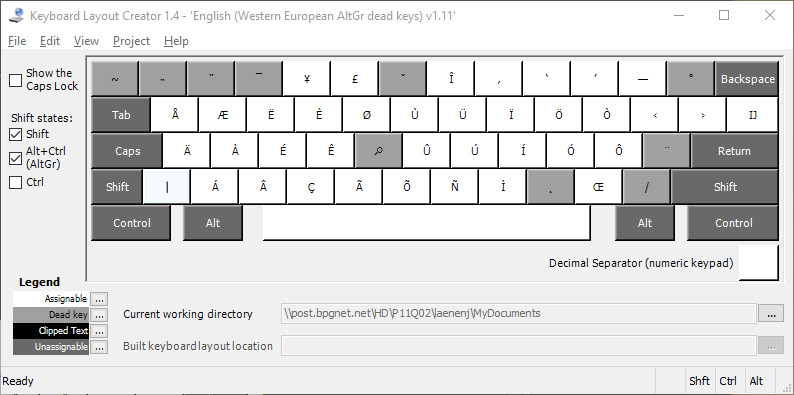 Keyboard Layout Creator 1.4 - 'English (Western European AltGr dead keys) v1.11'
File Edit View Project Help
Show the
Caps Lock
Shift states:
Shift
Alt+Ctrl
(AltGr)
Ctrl
~ ˝ ¯ ¥ £ ˇ Î ‚ ‛ ’ — ° Backspace
Tab Å Æ Ë È Ø Ù Ü Ï Ö Ò ‹ › Ĳ
Caps Ä À É Ê Û Ú Í Ó Ô ¨ Return
Shift | Á Â Ç Ã Õ Ñ Ì . Œ / Shift
Control Alt Alt Control
Decimal Separator (numeric keypad)
Legend
Assignable ...
Dead key ...
Clipped Text ...
Unassignable ...
Current working directory \\post.bpgnet.net\HD\P11Q02\laenenj\MyDocuments ...
Built keyboard layout location ...
Ready Shft Ctrl Alt